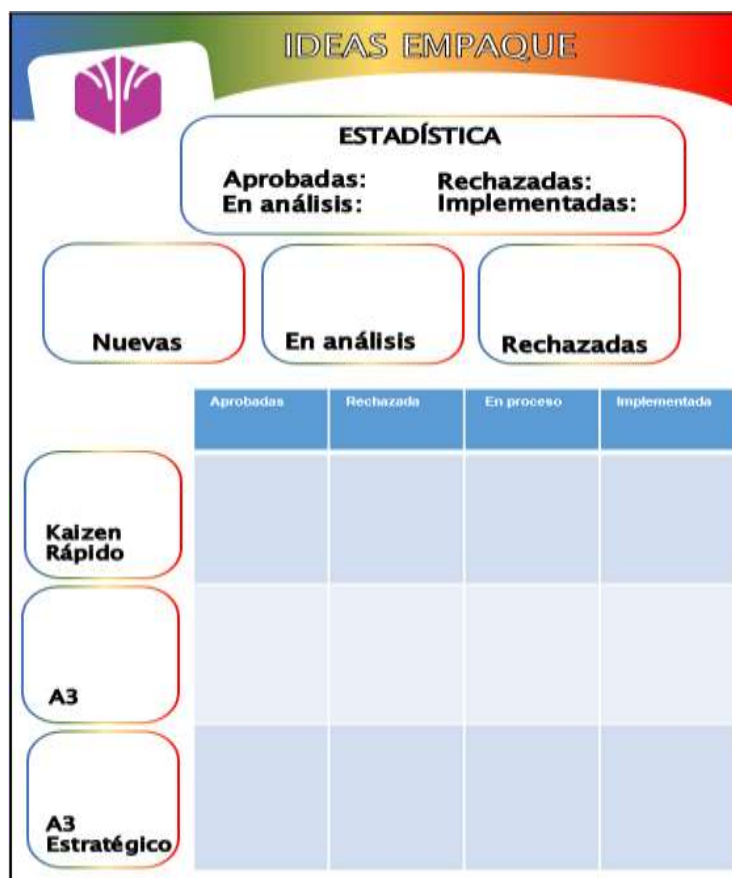 IDEAS EMPAQUE
ESTADÍSTICA
Aprobadas: Rechazadas:
En análisis: Implementadas:
Nuevas En análisis Rechazadas
Aprobadas Rechazada En proceso Implementada
Kaizen
Rápido
A3
A3
Estratégico